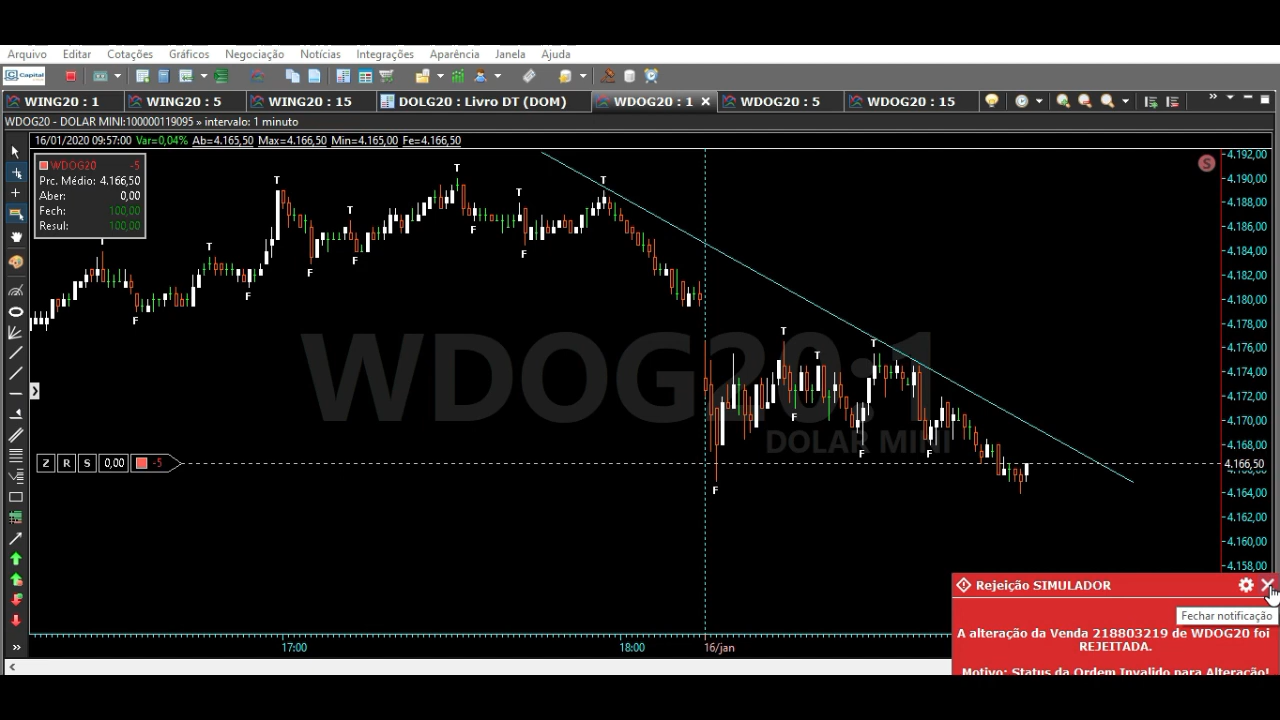 Arquivo Editar Cotações Gráficos Negociação Notícias Integrações Aparência Janela Ajuda
Capital
WING20 : 1 WING20 : 5 WING20 : 15 DOLG20 : Livro DT (DOM) WDOG20 : 1 WDOG20 : 5 WDOG20 : 15
WDOG20 - DOLAR MINI:100000119095 » intervalo: 1 minuto
16/01/2020 09:57:00 Var=0,04% Ab=4.165,50 Max=4.166,50 Min=4.165,00 Fe=4.166,50
WDOG20 -5
Prc. Médio: 4.166,50
Aber: 0,00
Fech: 100,00
Resul: 100,00
S
4.192,00
4.190,00
4.188,00
4.186,00
4.184,00
4.182,00
4.180,00
4.178,00
4.176,00
4.174,00
4.172,00
4.170,00
4.168,00
4.166,50
4.164,00
4.162,00
4.160,00
4.158,00
T T T T T T T T T T
F F F F F F F F F F
WDOG20:1
DOLAR MINI
Z R S 0,00 -5
17:00 18:00 16/jan
Rejeição SIMULADOR
Fechar notificação
A alteração da Venda 218803219 de WDOG20 foi
REJEITADA.
Motivo: Status da Ordem Invalido para Alteração!